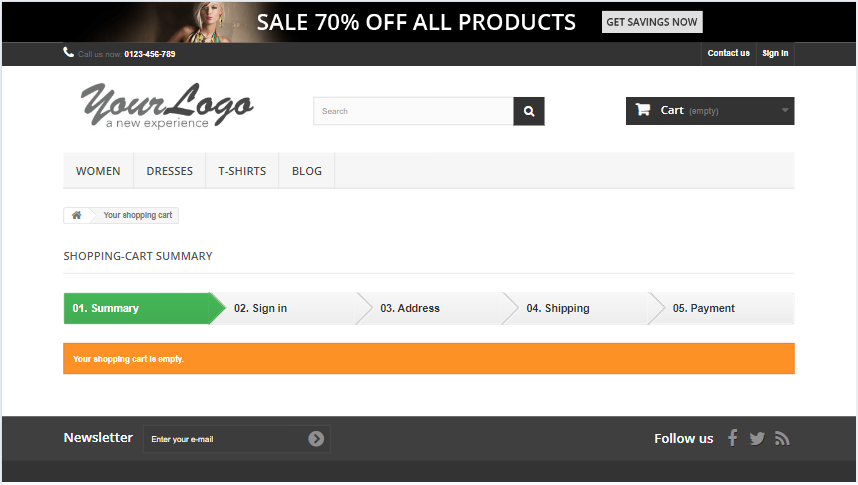 SALE 70% OFF ALL PRODUCTS GET SAVINGS NOW
Call us now: 0123-456-789 Contact us Sign in
YourLogo
a new experience
Search
Cart (empty)
WOMEN DRESSES T-SHIRTS BLOG
Your shopping cart
SHOPPING-CART SUMMARY
01. Summary 02. Sign in 03. Address 04. Shipping 05. Payment
Your shopping cart is empty.
Newsletter Enter your e-mail Follow us